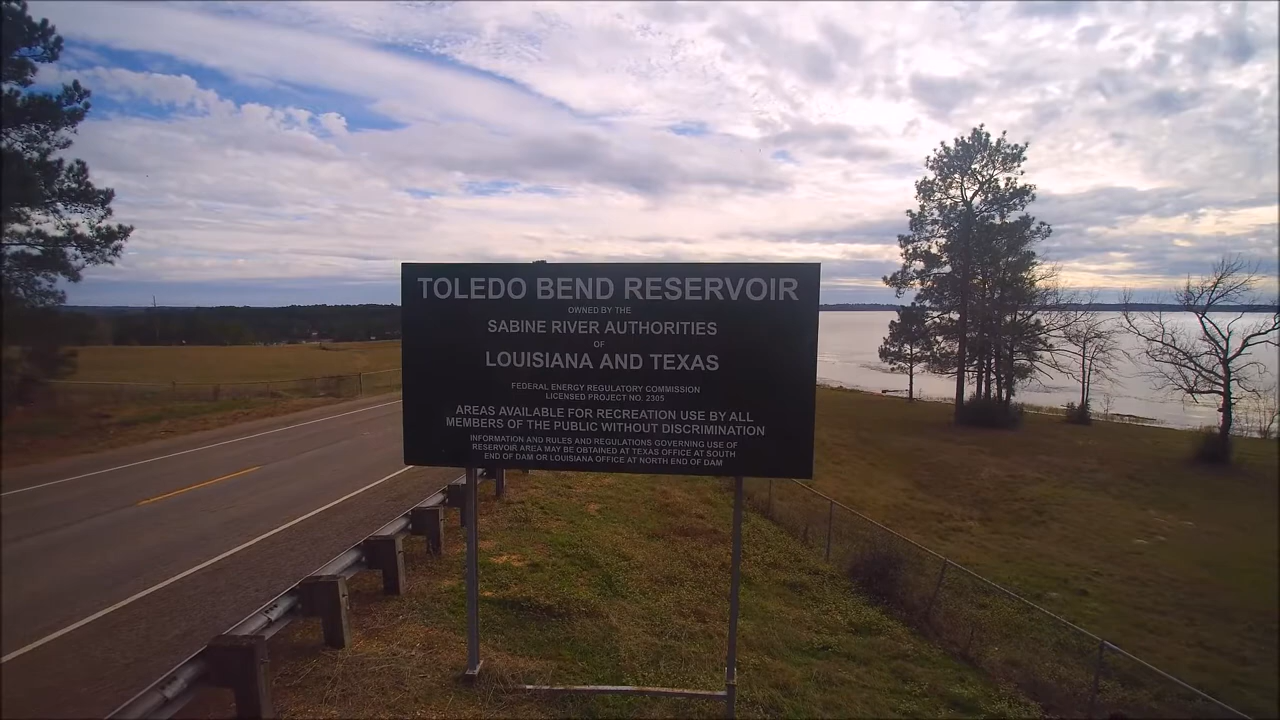 TOLEDO BEND RESERVOIR
OWNED BY THE
SABINE RIVER AUTHORITIES
OF
LOUISIANA AND TEXAS
FEDERAL ENERGY REGULATORY COMMISSION
LICENSED PROJECT NO. 2305
AREAS AVAILABLE FOR RECREATION USE BY ALL
MEMBERS OF THE PUBLIC WITHOUT DISCRIMINATION
INFORMATION AND RULES AND REGULATIONS GOVERNING USE OF
RESERVOIR AREA MAY BE OBTAINED AT TEXAS OFFICE AT SOUTH
END OF DAM OR LOUISIANA OFFICE AT NORTH END OF DAM